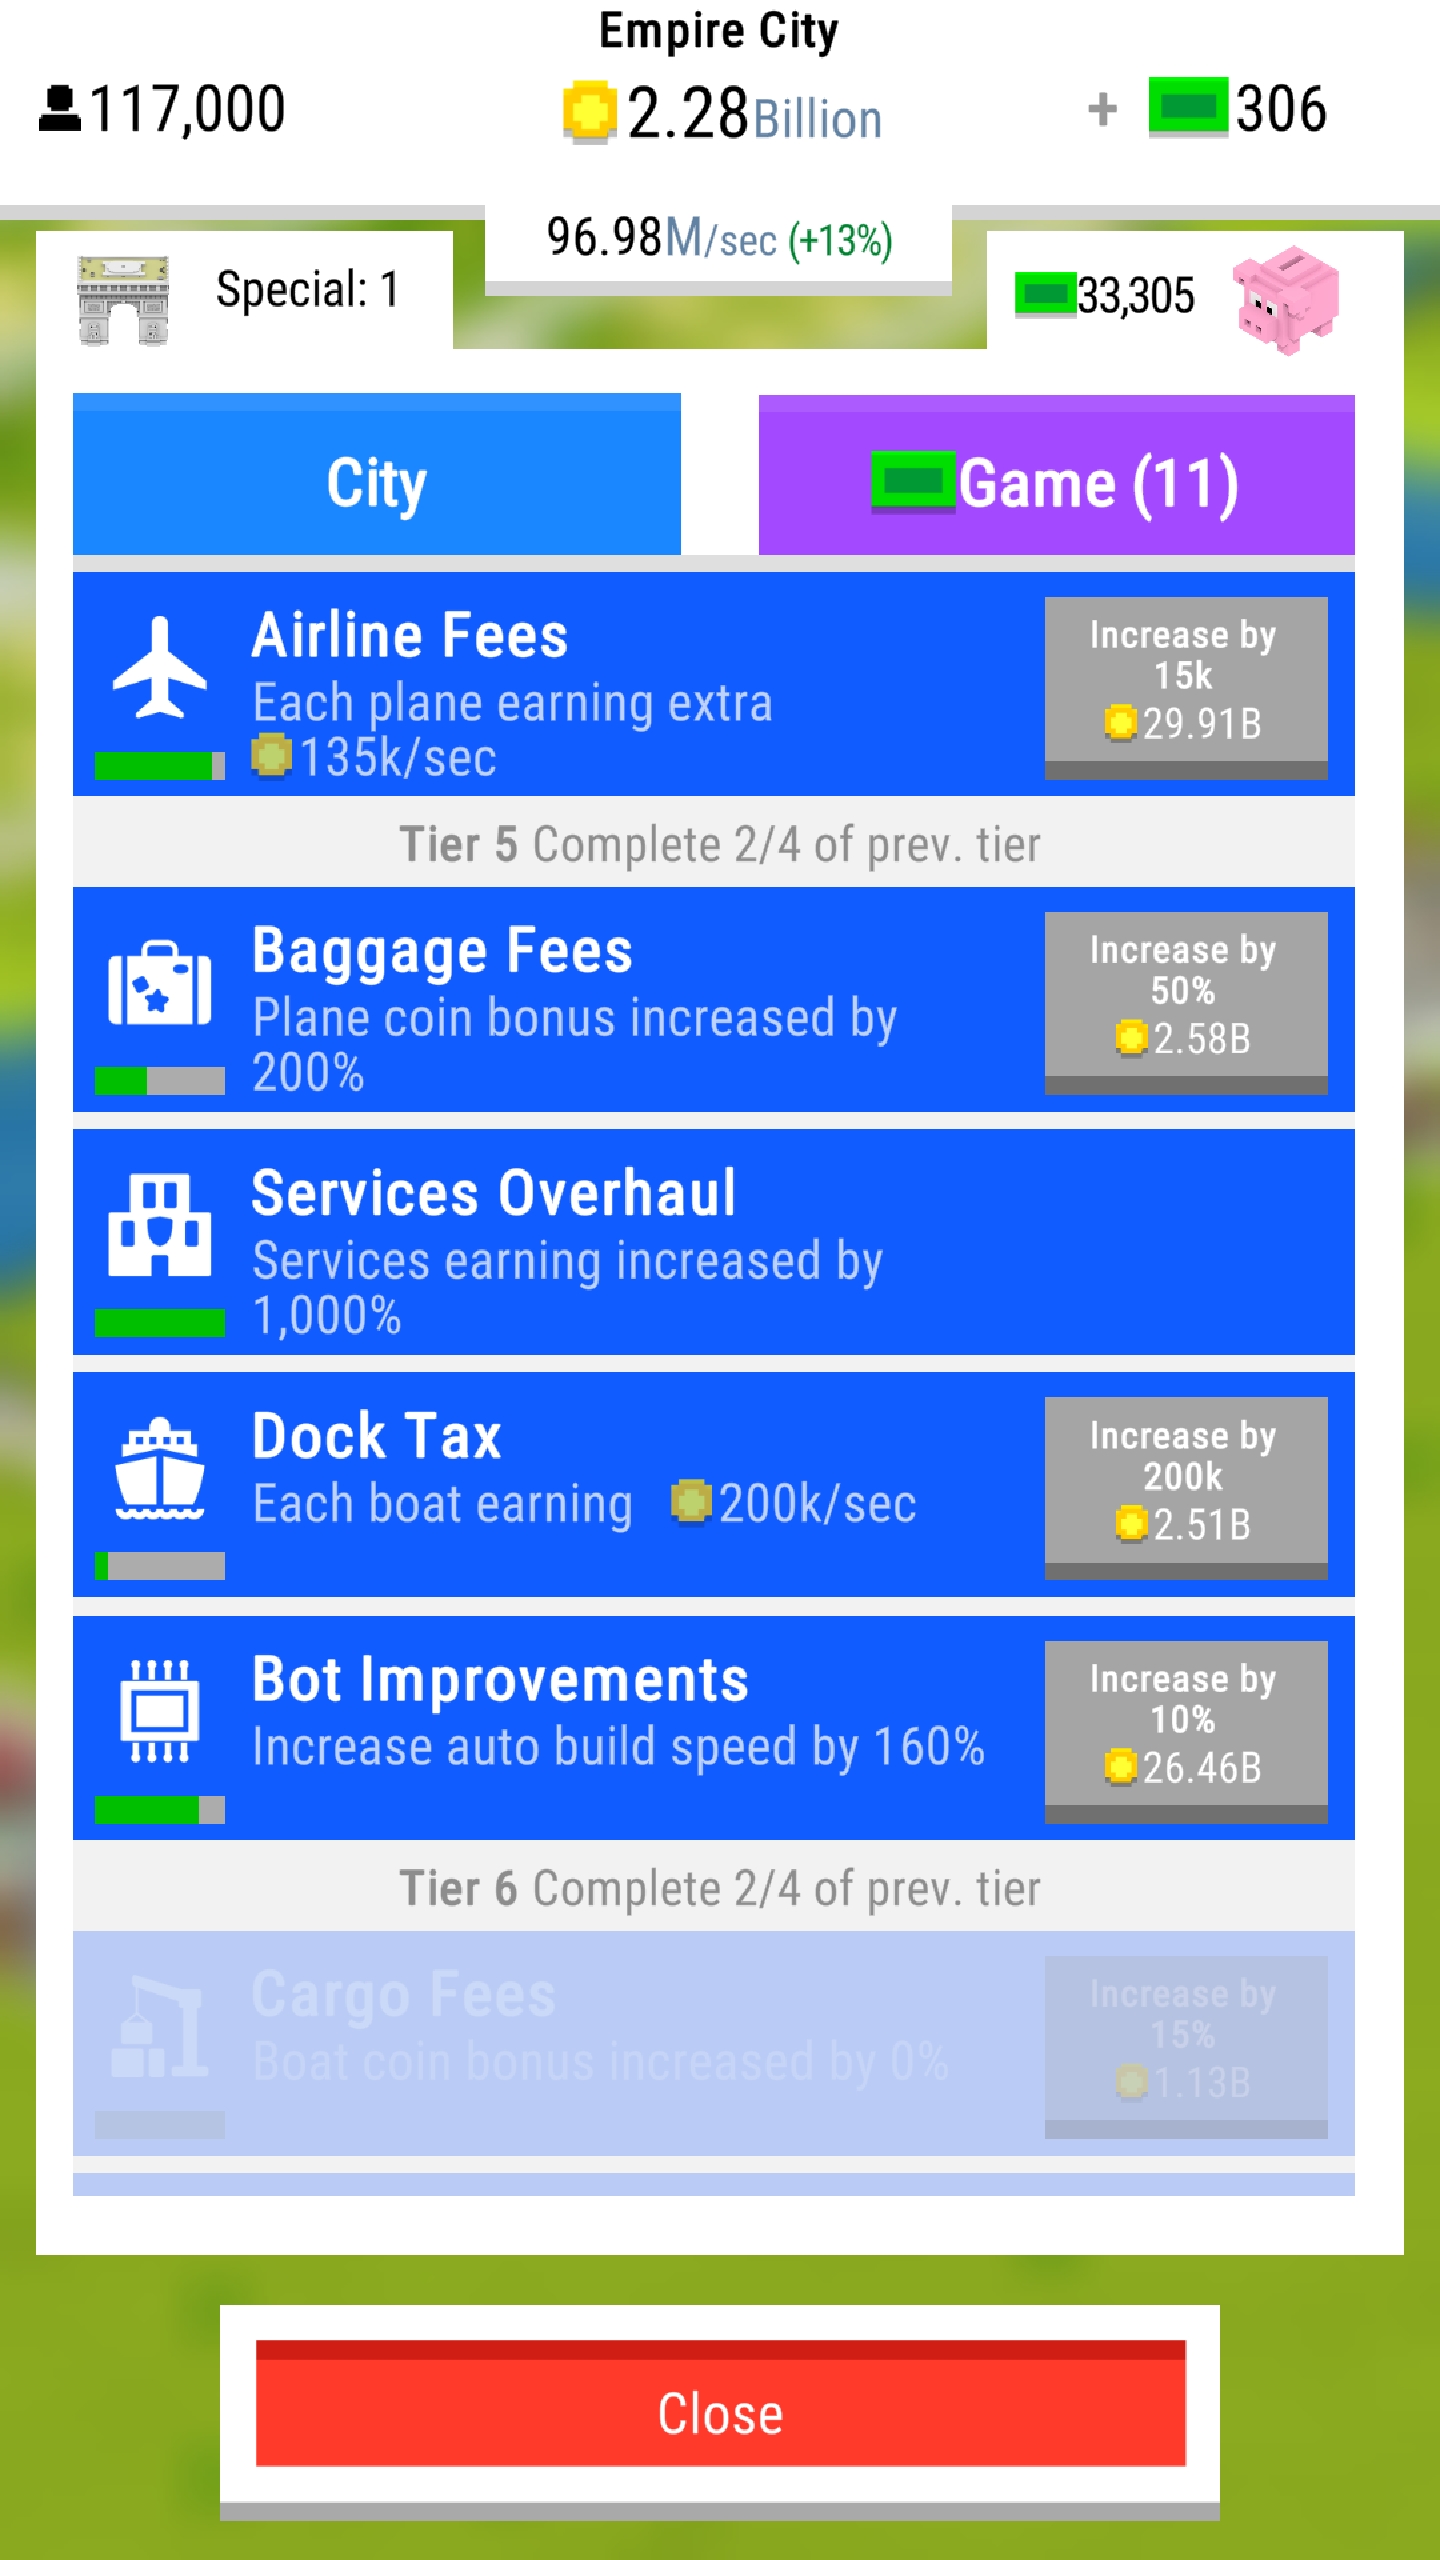 Empire City
117,000
2.28Billion
+ 306
96.98M/sec (+13%)
Special: 1
33,305
City
Game (11)
Airline Fees
Each plane earning extra
135k/sec
Increase by
15k
29.91B
Tier 5 Complete 2/4 of prev. tier
Baggage Fees
Plane coin bonus increased by
200%
Increase by
50%
2.58B
Services Overhaul
Services earning increased by
1,000%
Dock Tax
Each boat earning 200k/sec
Increase by
200k
2.51B
Bot Improvements
Increase auto build speed by 160%
Increase by
10%
26.46B
Tier 6 Complete 2/4 of prev. tier
Cargo Fees
Boat coin bonus increased by 0%
Increase by
15%
1.13B
Close